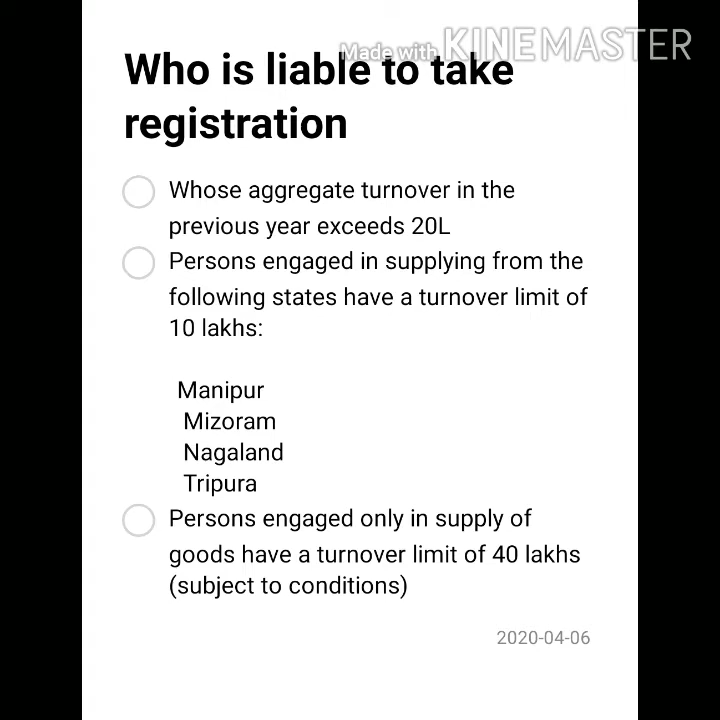 Made with KINEMASTER
Who is liable to take
registration
Whose aggregate turnover in the
previous year exceeds 20L
Persons engaged in supplying from the
following states have a turnover limit of
10 lakhs:
Manipur
Mizoram
Nagaland
Tripura
Persons engaged only in supply of
goods have a turnover limit of 40 lakhs
(subject to conditions)
2020-04-06